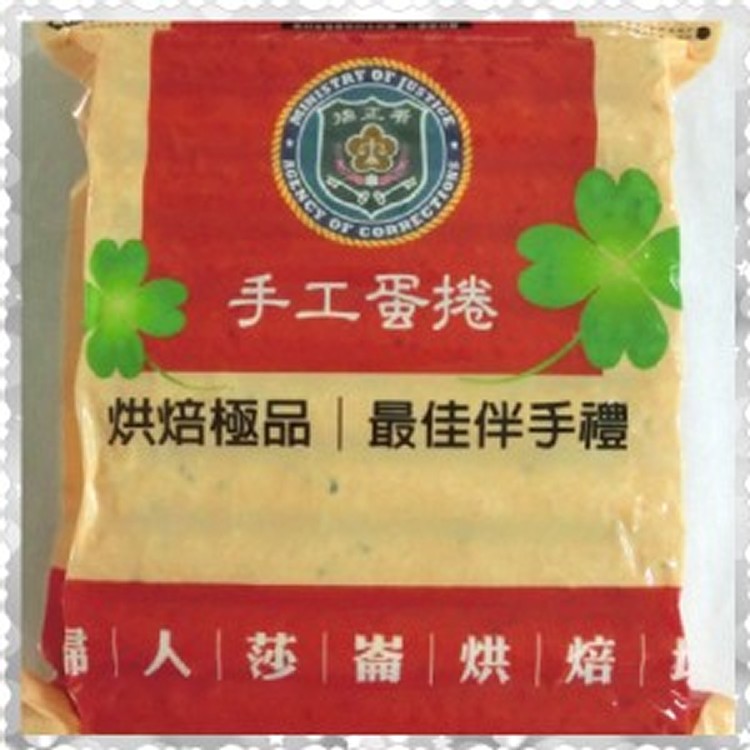 MINISTRY OF JUSTICE
矯正署
AGENCY OF CORRECTIONS
手工蛋捲
烘焙極品｜最佳伴手禮
婦｜人｜莎｜崙｜烘｜焙｜